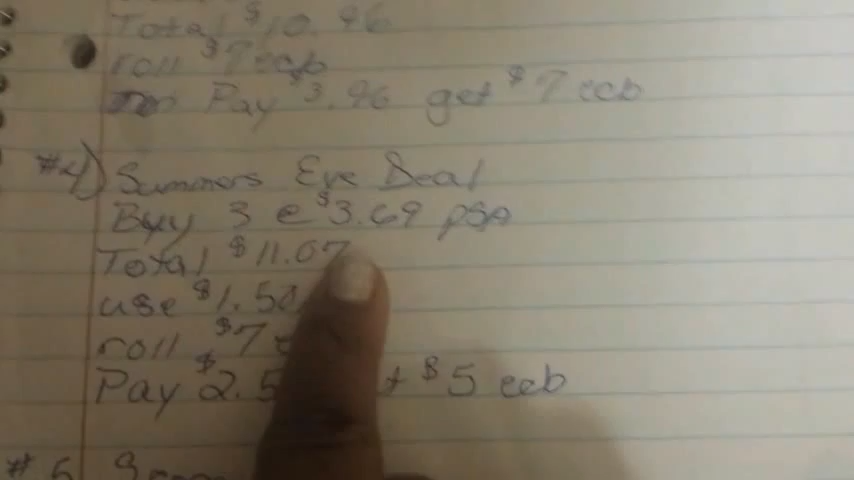 Total $10.96
roll $7 ecb
Pay $3.96 get $7 ecb
#4) Summers Eve Deal
Buy 3 @ $3.69
Total $11.07
use $1.50
roll $7
Pay $2.5 $5 ecb
#5